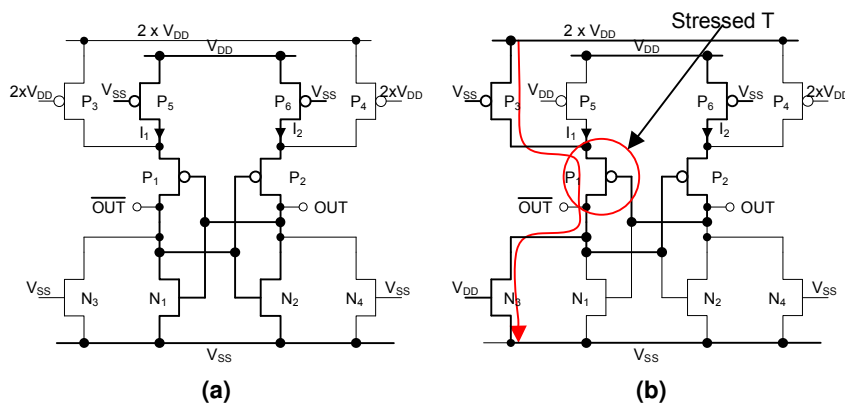 Stressed T
2 x VDD
VDD
2xVDD
P3
VSS
P5
P6
VSS
P4
2xVDD
I1
I2
P1
P2
OUT
OUT
VSS
N3
N1
N2
N4
VSS
VSS
(a)
2 x VDD
VDD
VSS
P3
VDD
P5
P6
VSS
P4
2xVDD
I1
I2
P1
P2
OUT
OUT
VDD
N3
N1
N2
N4
VSS
VSS
(b)